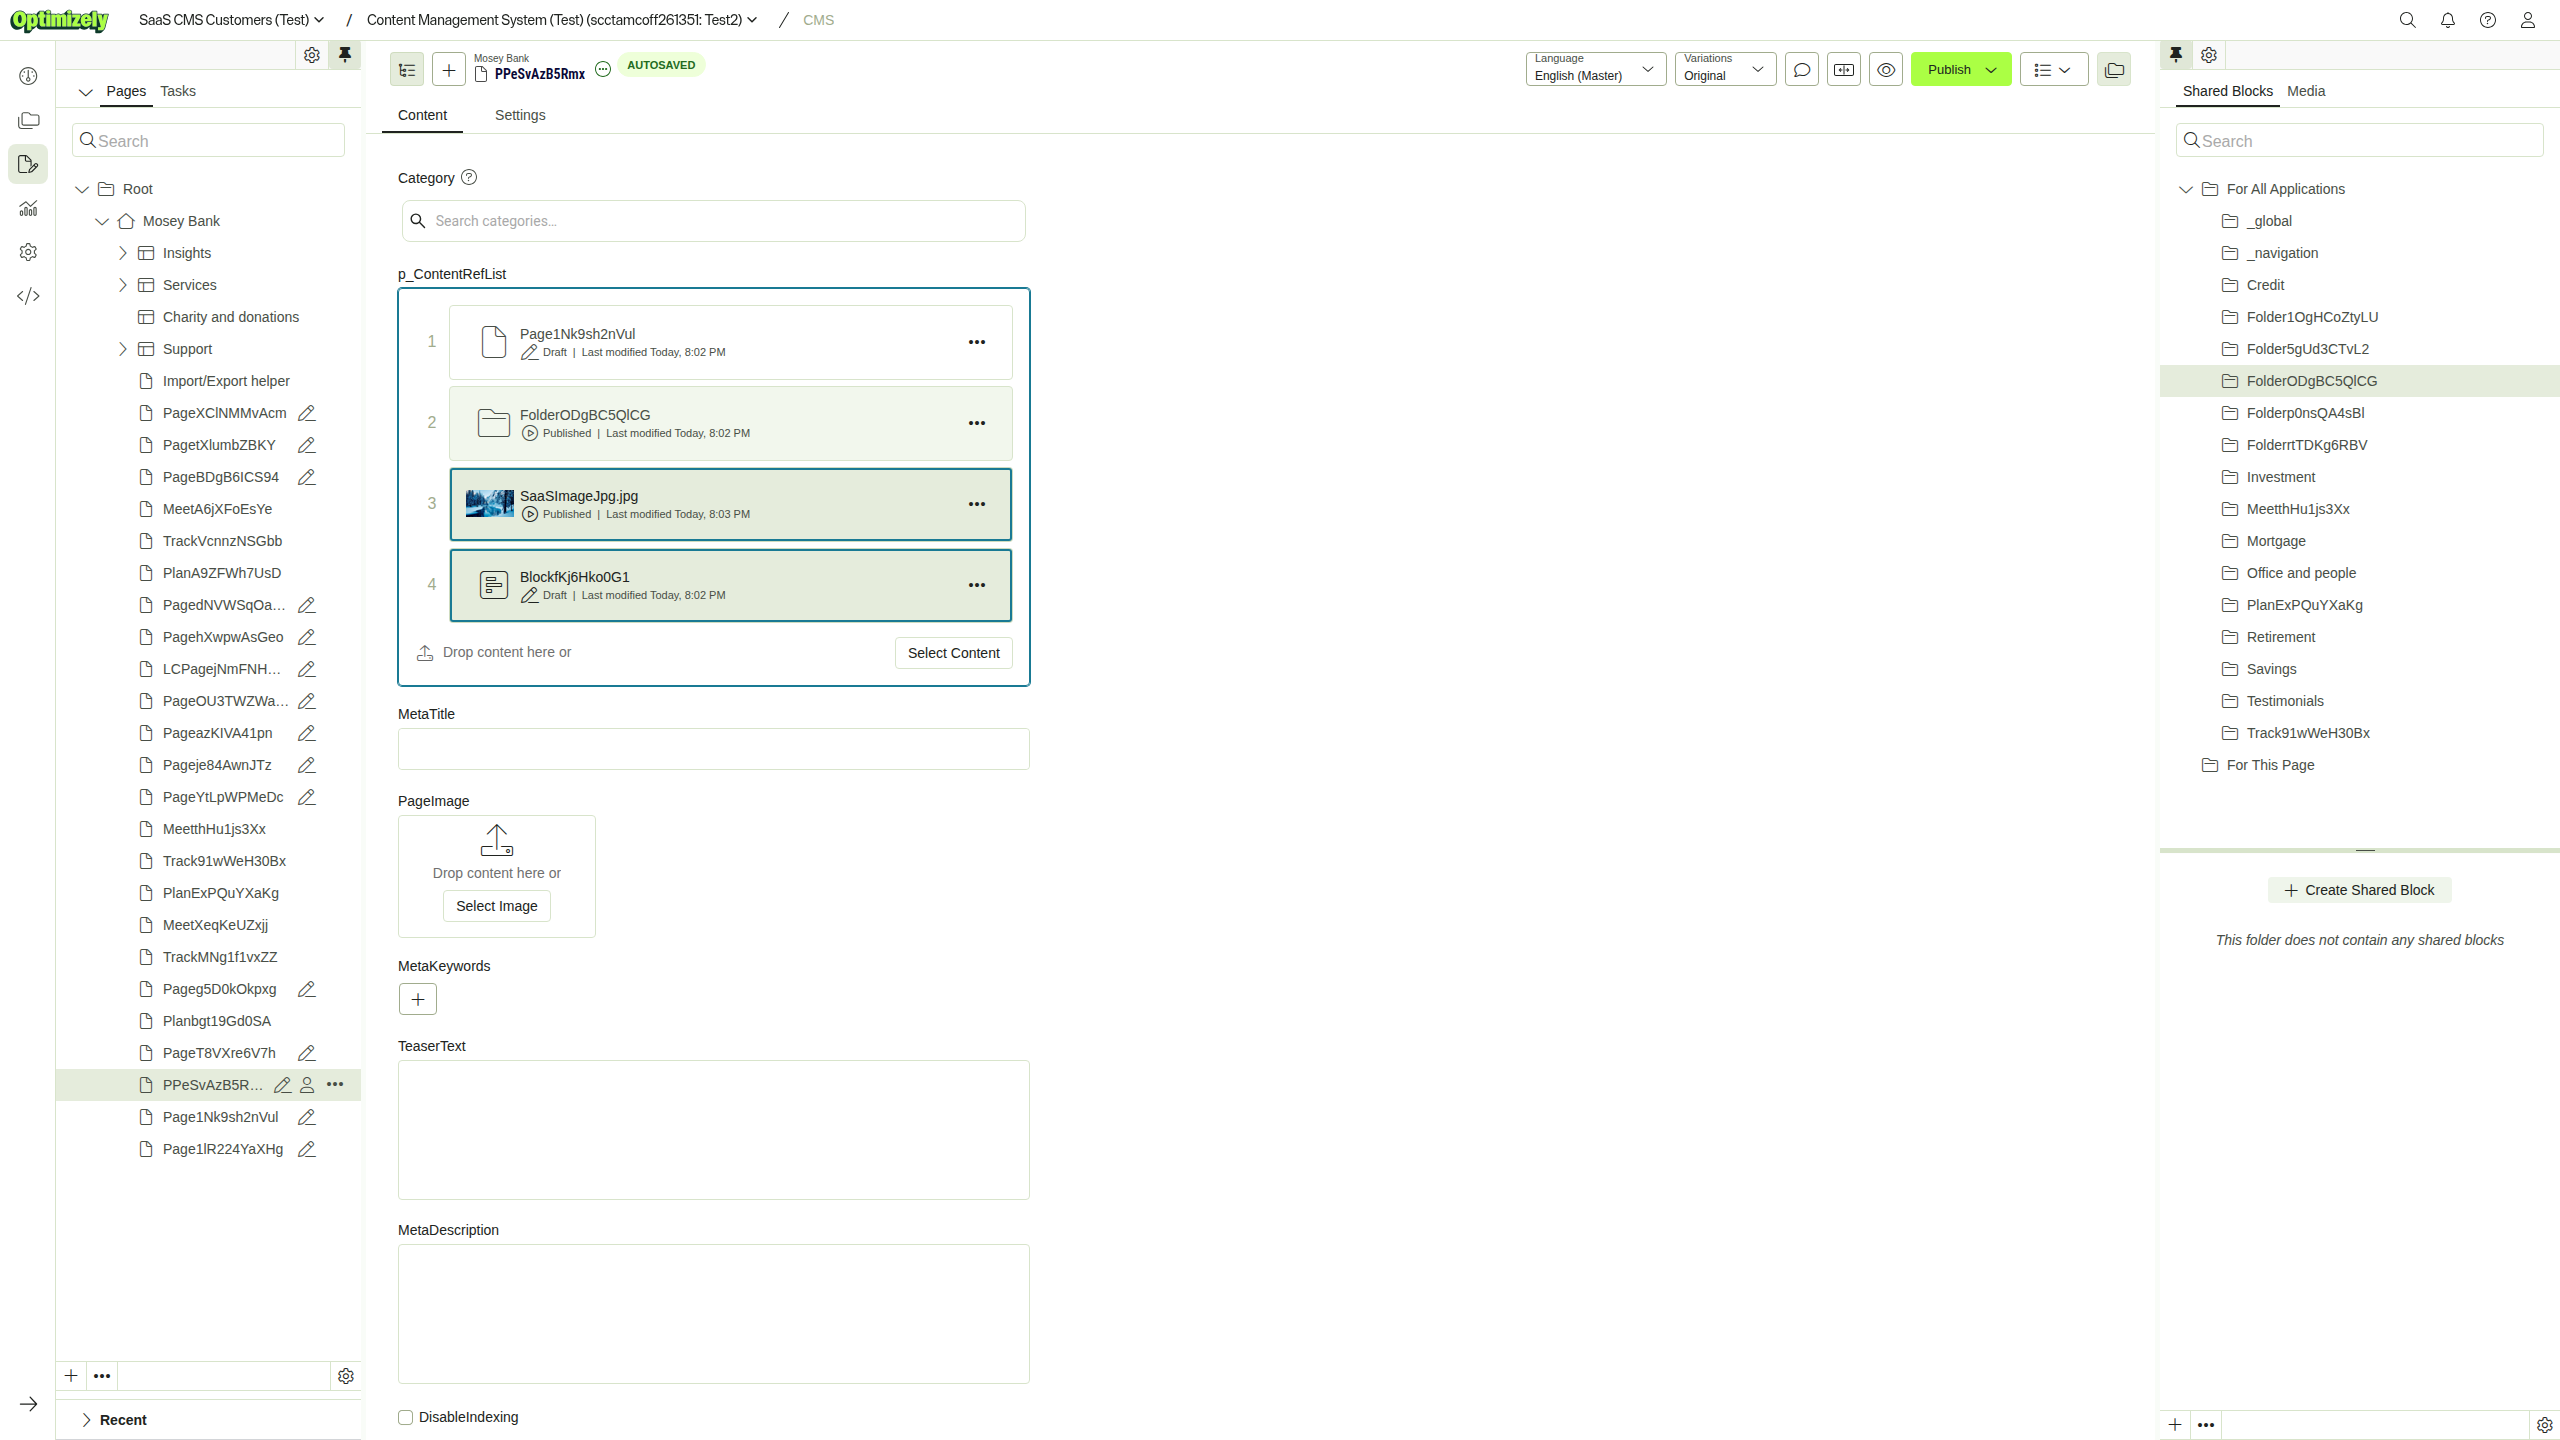 Optimizely
SaaS CMS Customers (Test)
/
Content Management System (Test) (scctamcoff261351: Test2)
/
CMS
Pages
Tasks
Search
Root
Mosey Bank
Insights
Services
Charity and donations
Support
Import/Export helper
PageXClNMMvAcm
PagetXlumbZBKY
PageBDgB6ICS94
MeetA6jXFoEsYe
TrackVcnnzNSGbb
PlanA9ZFWh7UsD
PagedNVWSqOa...
PagehXwpwAsGeo
LCPagejNmFNH...
PageOU3TWZWa...
PageazKIVA41pn
Pageje84AwnJTz
PageYtLpWPMeDc
MeetthHu1js3Xx
Track91wWeH30Bx
PlanExPQuYXaKg
MeetXeqKeUZxjj
TrackMNg1f1vxZZ
Pageg5D0kOkpxg
Planbgt19Gd0SA
PageT8VXre6V7h
PPeSvAzB5R...
Page1Nk9sh2nVul
Page1lR224YaXHg
Recent
Mosey Bank
PPeSvAzB5Rmx
AUTOSAVED
Language
English (Master)
Variations
Original
Publish
Content
Settings
Category
Search categories...
p_ContentRefList
1
Page1Nk9sh2nVul
Draft | Last modified Today, 8:02 PM
2
FolderODgBC5QlCG
Published | Last modified Today, 8:02 PM
3
SaaSImageJpg.jpg
Published | Last modified Today, 8:03 PM
4
BlockfKj6Hko0G1
Draft | Last modified Today, 8:02 PM
Drop content here or
Select Content
MetaTitle
PageImage
Drop content here or
Select Image
MetaKeywords
TeaserText
MetaDescription
DisableIndexing
Shared Blocks
Media
Search
For All Applications
_global
_navigation
Credit
Folder1OgHCoZtyLU
Folder5gUd3CTvL2
FolderODgBC5QlCG
Folderp0nsQA4sBl
FolderrtTDKg6RBV
Investment
MeetthHu1js3Xx
Mortgage
Office and people
PlanExPQuYXaKg
Retirement
Savings
Testimonials
Track91wWeH30Bx
For This Page
Create Shared Block
This folder does not contain any shared blocks